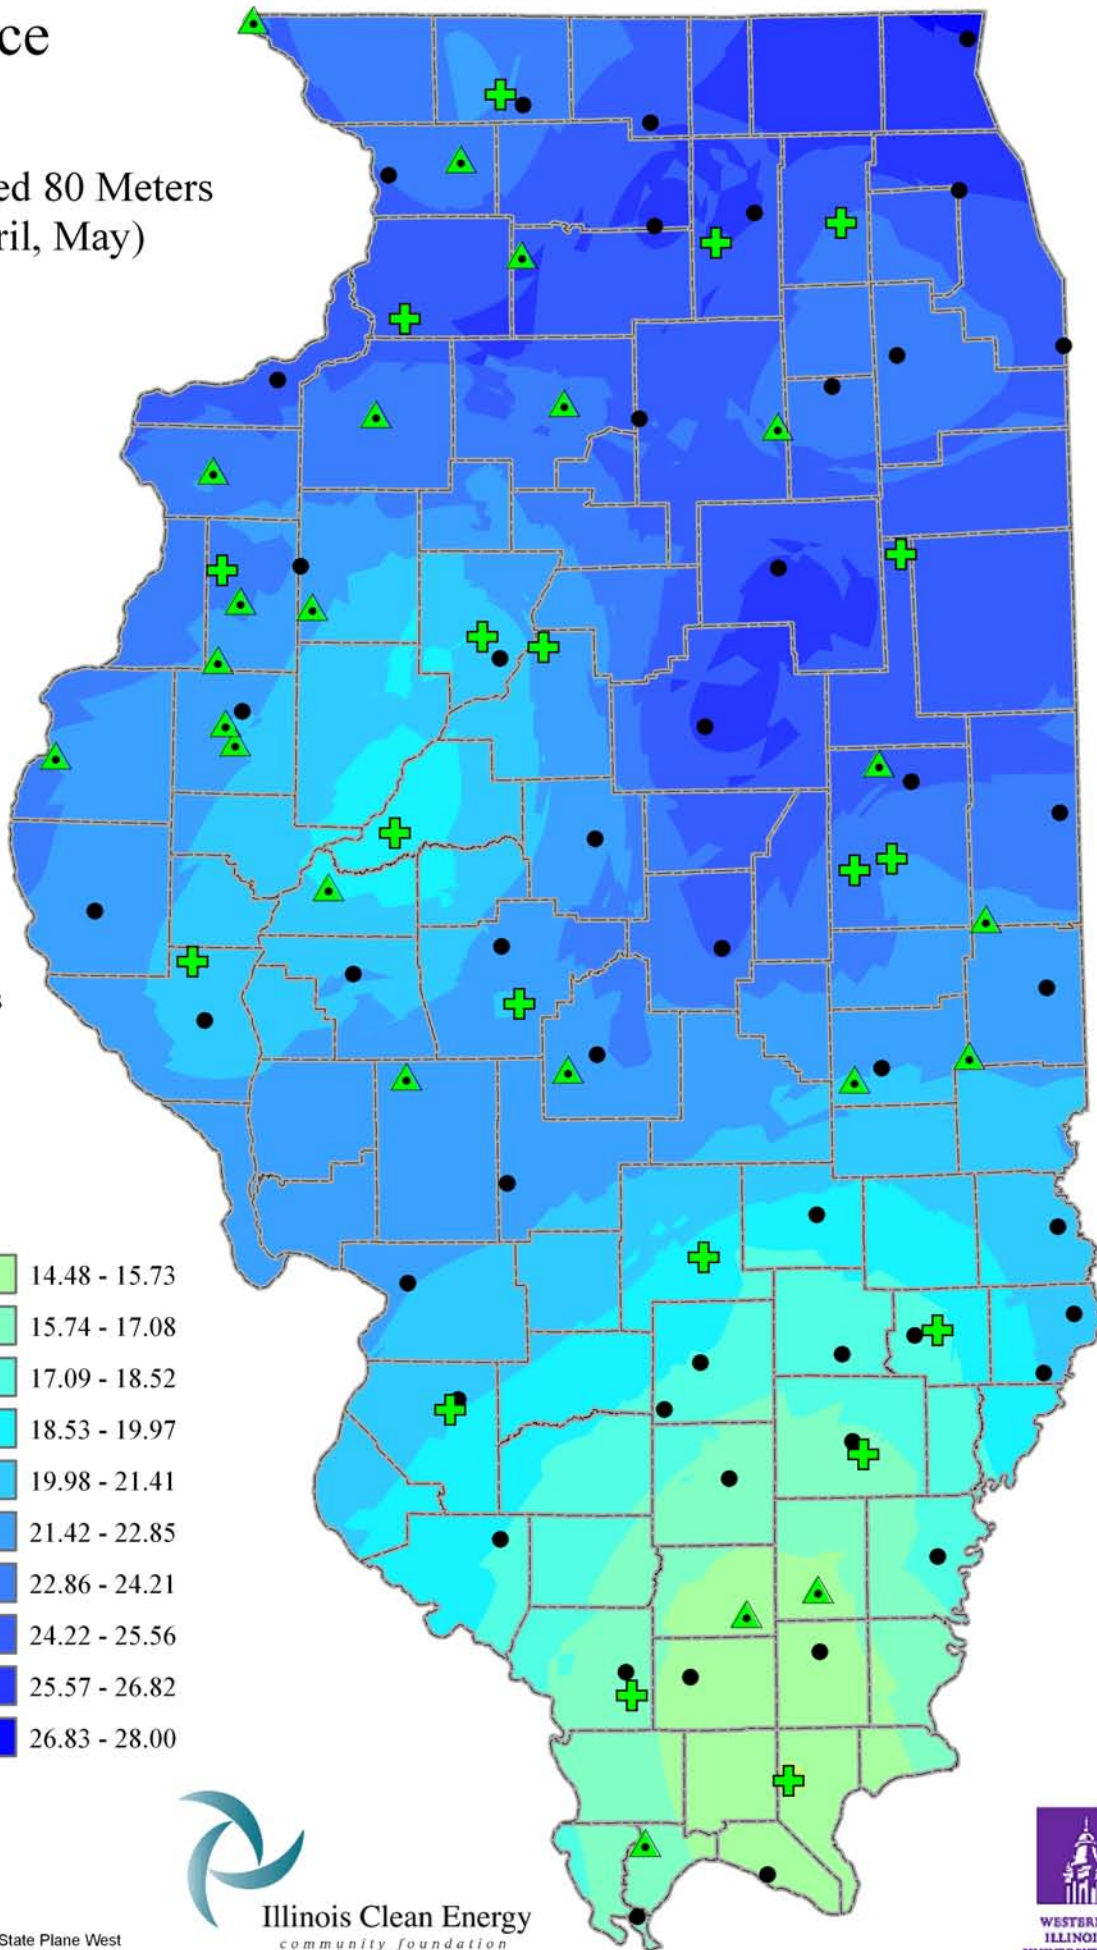 ce
ed 80 Meters
ril, May)
s
14.48 - 15.73
15.74 - 17.08
17.09 - 18.52
18.53 - 19.97
19.98 - 21.41
21.42 - 22.85
22.86 - 24.21
24.22 - 25.56
25.57 - 26.82
26.83 - 28.00
Illinois Clean Energy
community foundation
State Plane West
WESTER
ILLINO